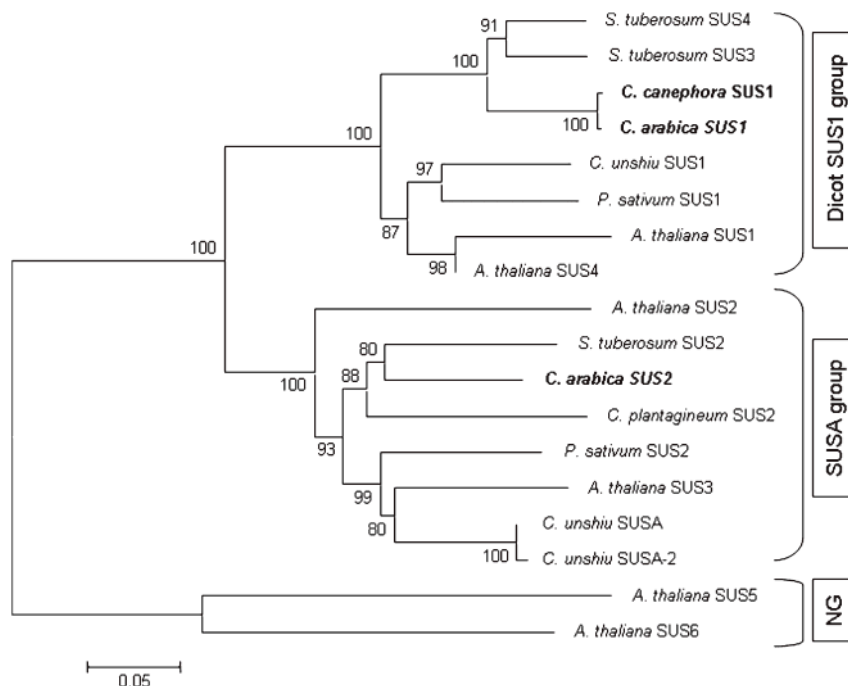 91
S. tuberosum SUS4
S. tuberosum SUS3
100
C. canephora SUS1
100
C. arabica SUS1
100
97
C. unshiu SUS1
P. sativum SUS1
87
A. thaliana SUS1
98
A. thaliana SUS4
Dicot SUS1 group
100
A. thaliana SUS2
80
S. tuberosum SUS2
100
88
C. arabica SUS2
C. plantagineum SUS2
93
P. sativum SUS2
99
A. thaliana SUS3
80
C. unshiu SUSA
100
C. unshiu SUSA-2
SUSA group
A. thaliana SUS5
A. thaliana SUS6
NG
0.05